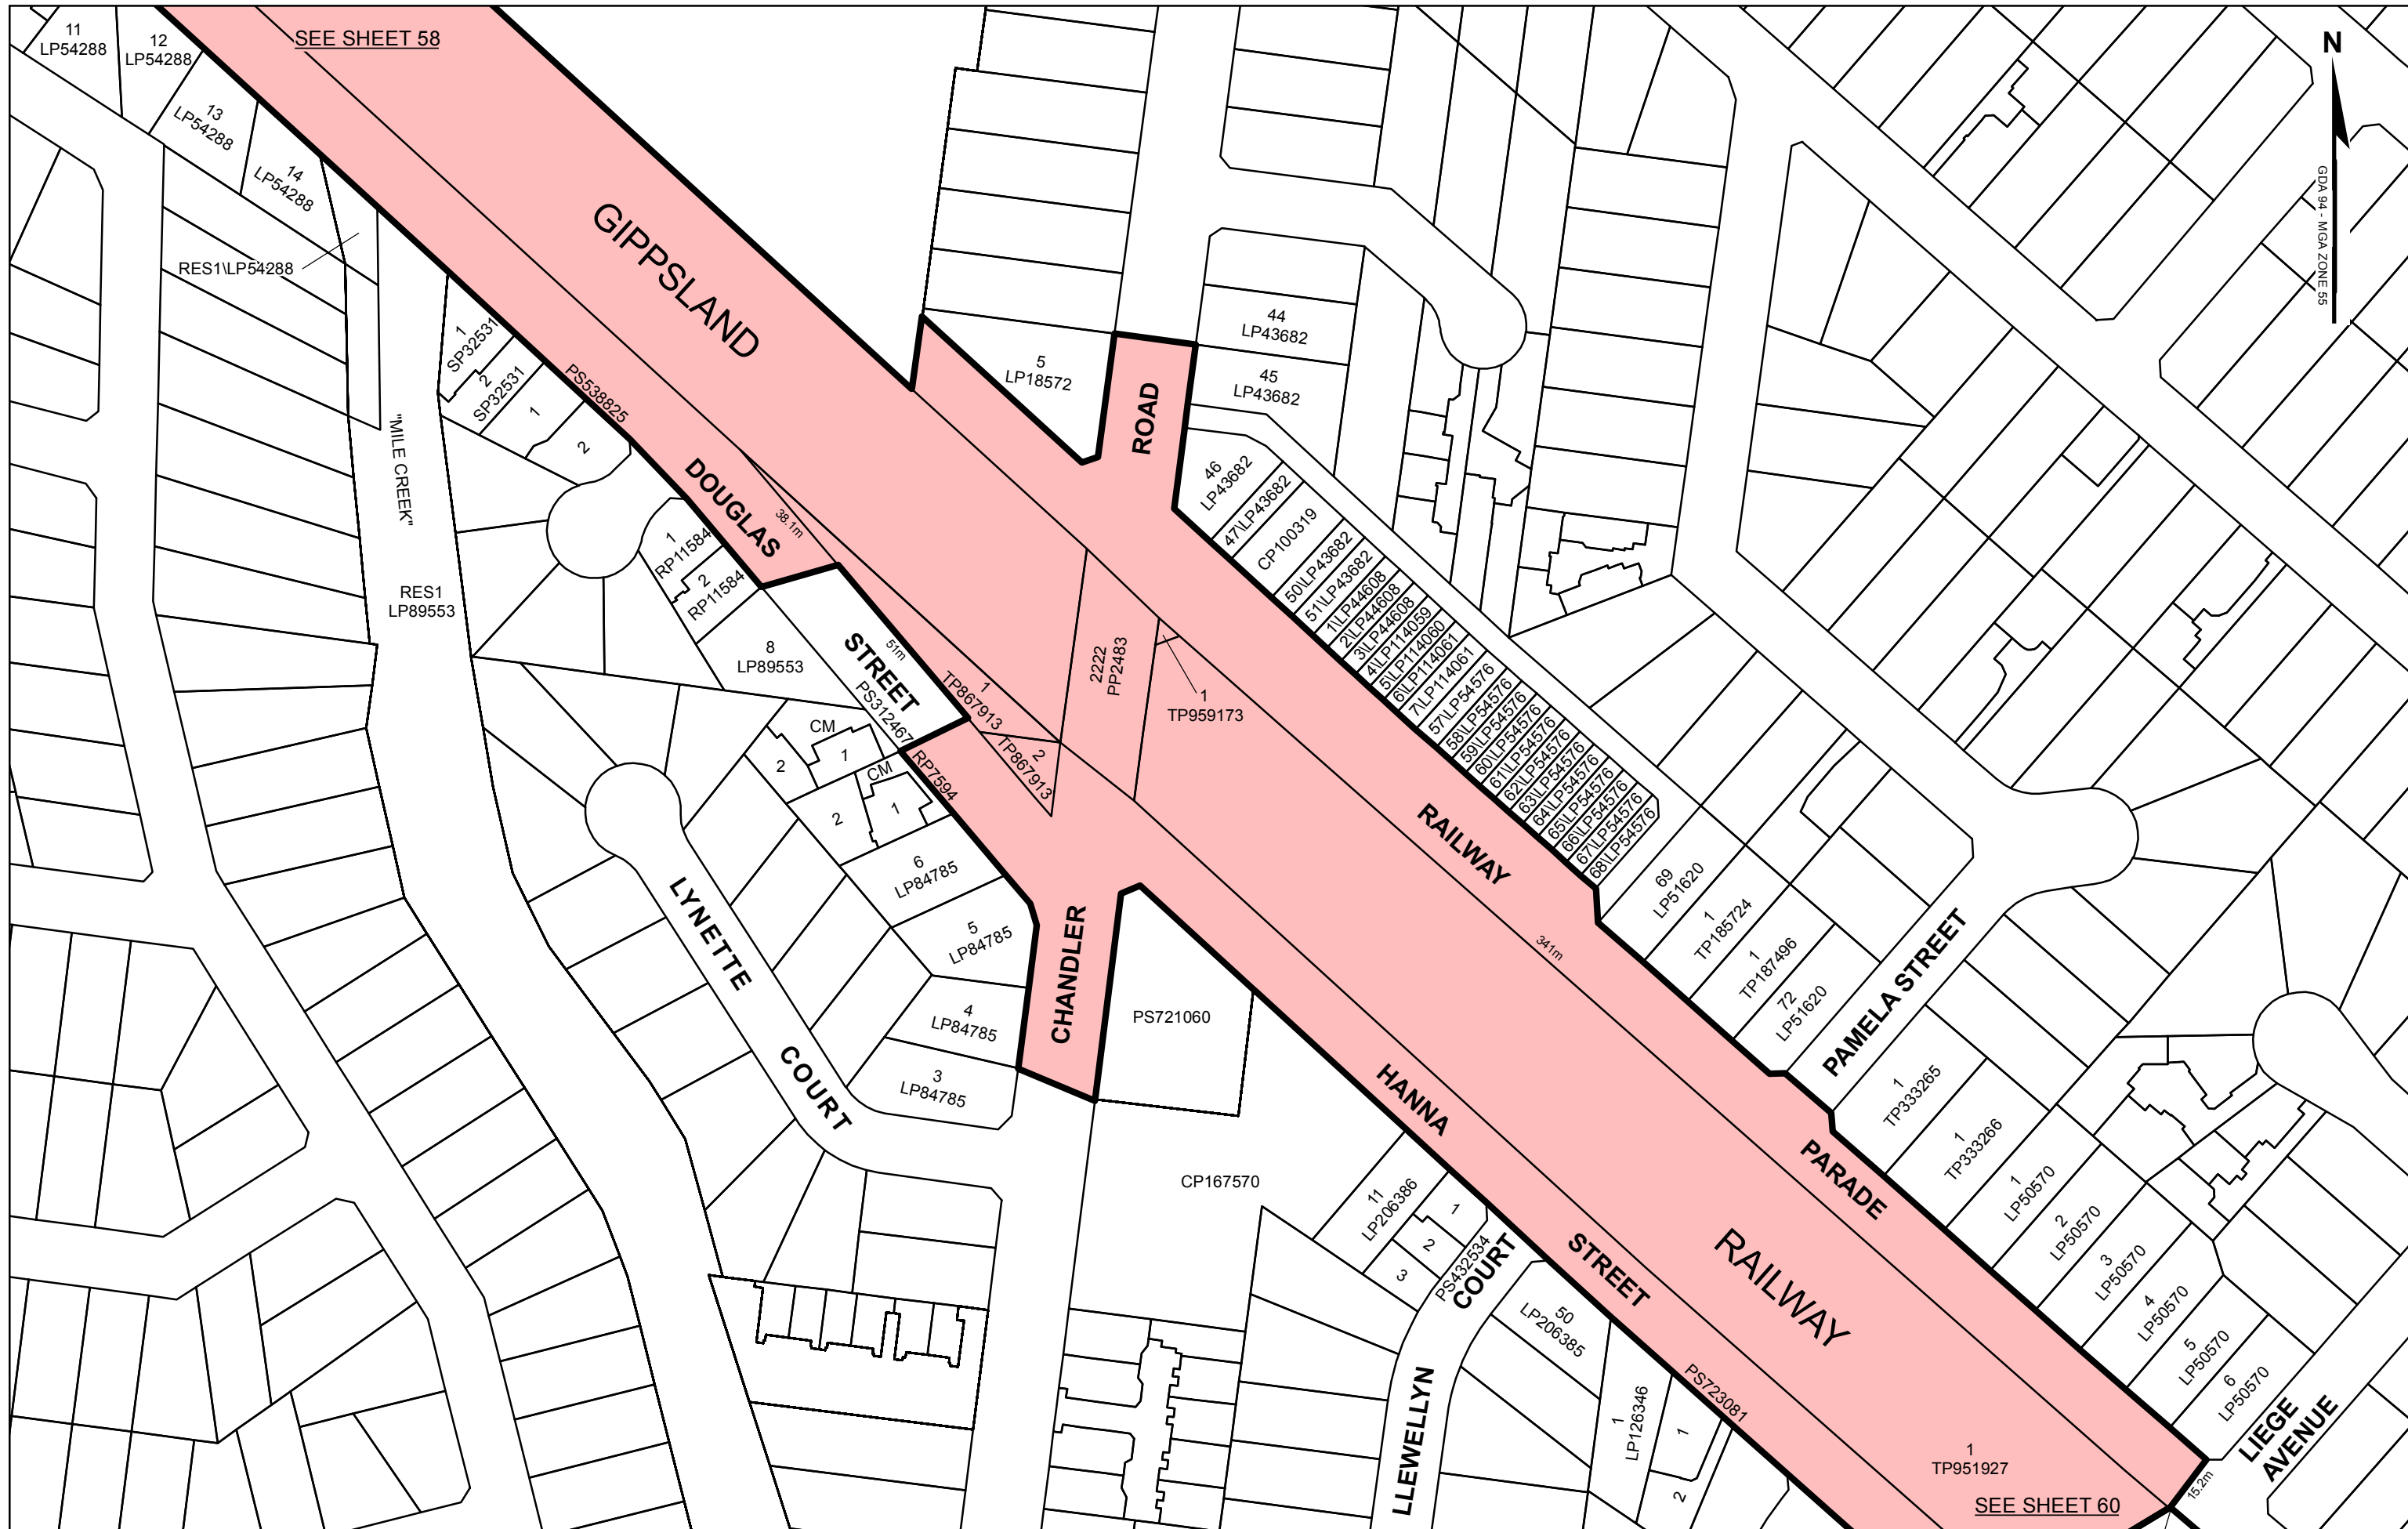 SEE SHEET 58
N
GDA 94 - MGA ZONE 55
11
LP54288
12
LP54288
13
LP54288
14
LP54288
RES1\LP54288
GIPPSLAND
1
SP32531
2
SP32531
1
2
PS538825
"MILE CREEK"
RES1
LP89553
DOUGLAS
38.1m
STREET
51m
1
RP11584
2
RP11584
8
LP89553
PS312467
CM
1
2
CM
1
2
RP7594
5
LP18572
ROAD
44
LP43682
45
LP43682
46
LP43682
47\LP43682
CP100319
50\LP43682
51\LP43682
1\LP44608
2\LP44608
3\LP44608
4\LP114059
5\LP114060
6\LP114061
7\LP114061
57\LP54576
58\LP54576
59\LP54576
60\LP54576
61\LP54576
62\LP54576
63\LP54576
64\LP54576
65\LP54576
66\LP54576
67\LP54576
68\LP54576
2222
PP2483
1
TP959173
1
TP867913
2
TP867913
RAILWAY
PARADE
341m
69
LP51620
1
TP185724
1
TP187496
72
LP51620
PAMELA STREET
1
TP333265
1
TP333266
1
LP50570
2
LP50570
3
LP50570
4
LP50570
5
LP50570
6
LP50570
LIEGE
AVENUE
15.2m
LYNETTE
COURT
6
LP84785
5
LP84785
4
LP84785
3
LP84785
CHANDLER
PS721060
CP167570
HANNA
STREET
RAILWAY
11
LP206386
1
2
3
PS432534
COURT
LLEWELLYN
50
LP206385
1
LP126346
1
2
PS723081
1
TP951927
SEE SHEET 60